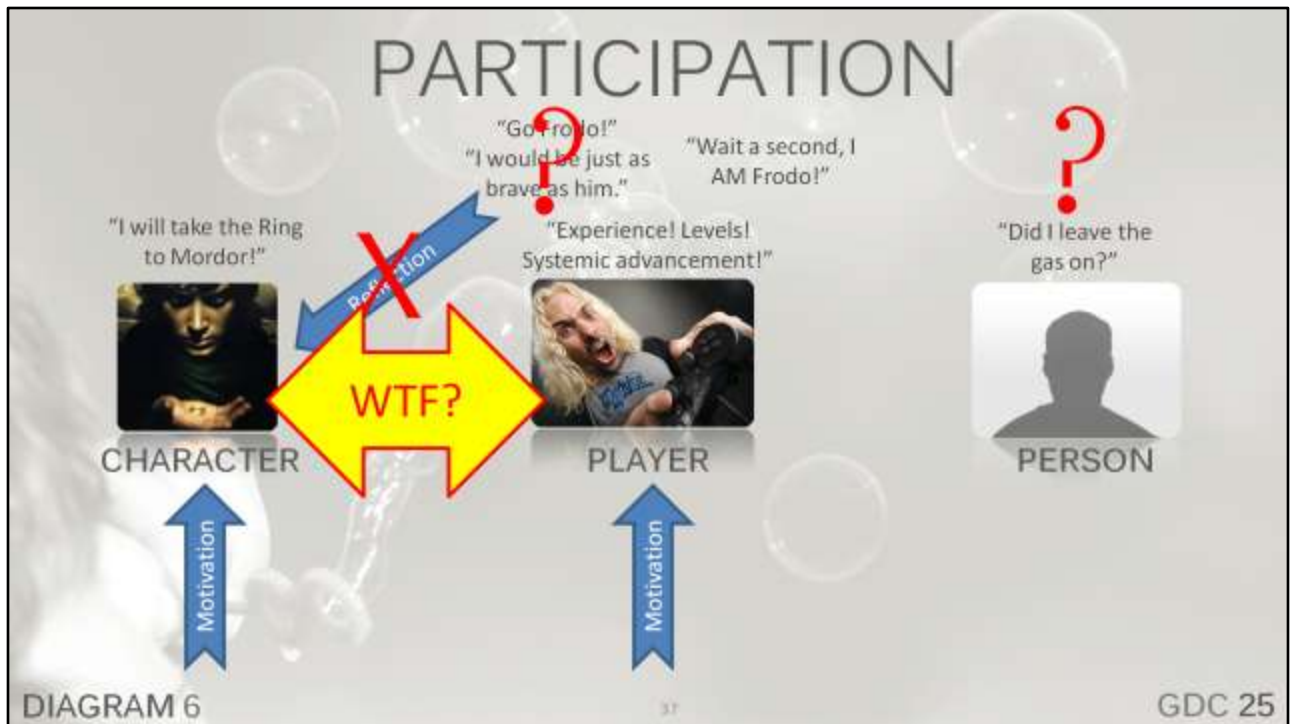 PARTICIPATION
?
"Go Frodo!"
"I would be just as
brave as him."
"Wait a second, I
AM Frodo!"
?
"I will take the Ring
to Mordor!"
"Experience! Levels!
Systemic advancement!"
"Did I leave the
gas on?"
X
Reflection
WTF?
CHARACTER
PLAYER
PERSON
Motivation
Motivation
DIAGRAM 6
37
GDC 25